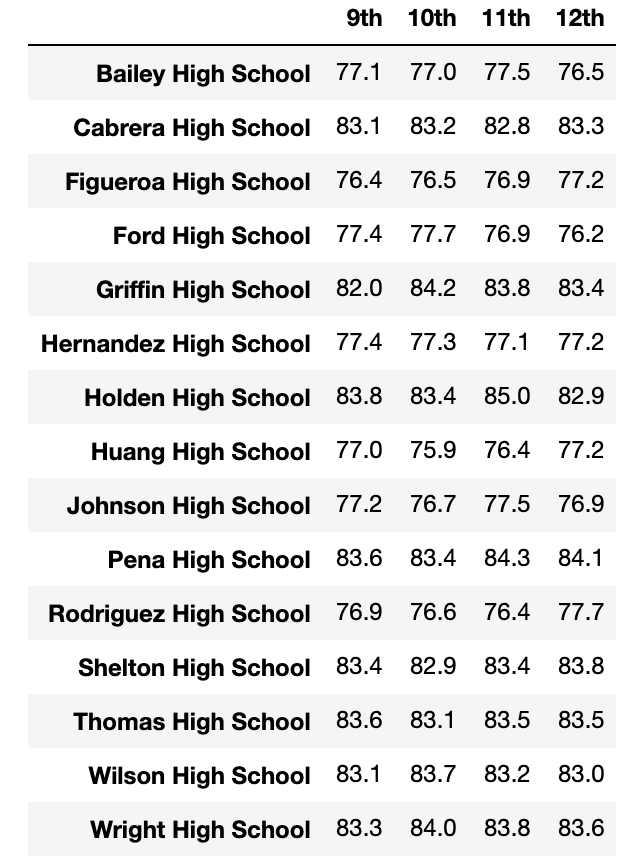 9th 10th 11th 12th
Bailey High School 77.1 77.0 77.5 76.5
Cabrera High School 83.1 83.2 82.8 83.3
Figueroa High School 76.4 76.5 76.9 77.2
Ford High School 77.4 77.7 76.9 76.2
Griffin High School 82.0 84.2 83.8 83.4
Hernandez High School 77.4 77.3 77.1 77.2
Holden High School 83.8 83.4 85.0 82.9
Huang High School 77.0 75.9 76.4 77.2
Johnson High School 77.2 76.7 77.5 76.9
Pena High School 83.6 83.4 84.3 84.1
Rodriguez High School 76.9 76.6 76.4 77.7
Shelton High School 83.4 82.9 83.4 83.8
Thomas High School 83.6 83.1 83.5 83.5
Wilson High School 83.1 83.7 83.2 83.0
Wright High School 83.3 84.0 83.8 83.6